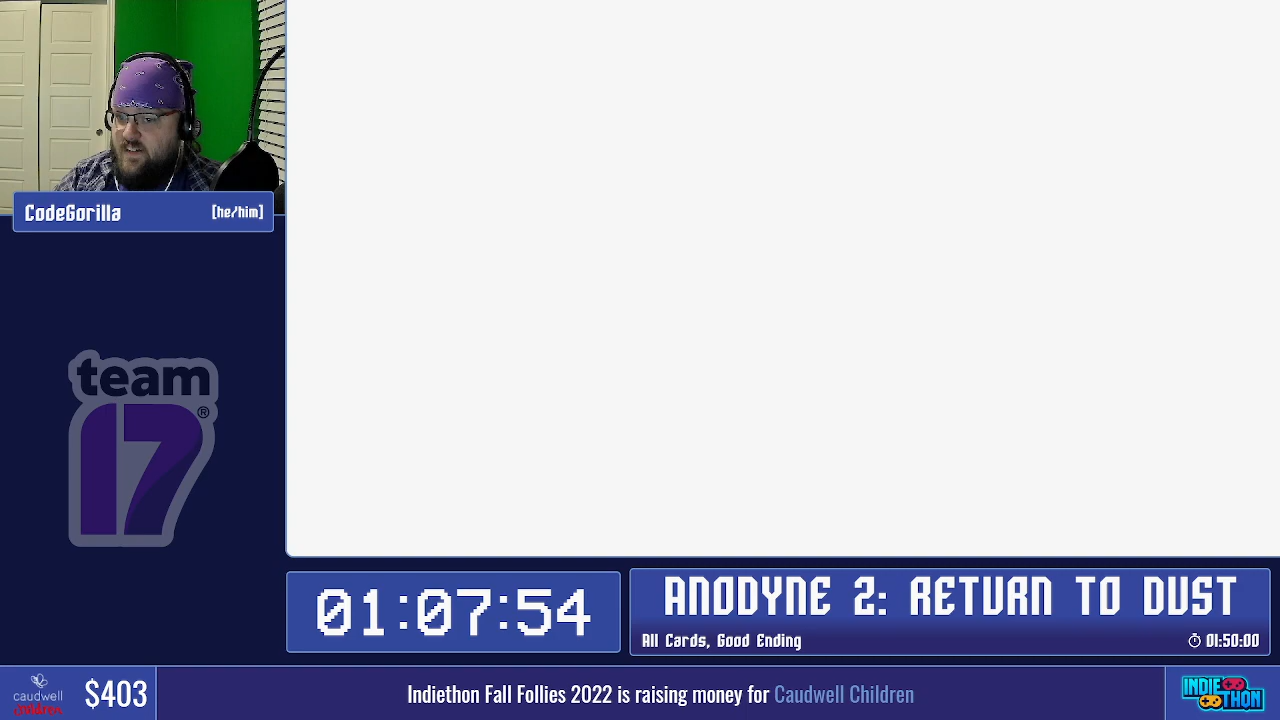 CodeGorilla
[he/him]
team
17®
01:07:54
ANODYNE 2: RETURN TO DUST
All Cards, Good Ending
01:50:00
caudwell
children
$403
Indiethon Fall Follies 2022 is raising money for Caudwell Children
INDIE
THON